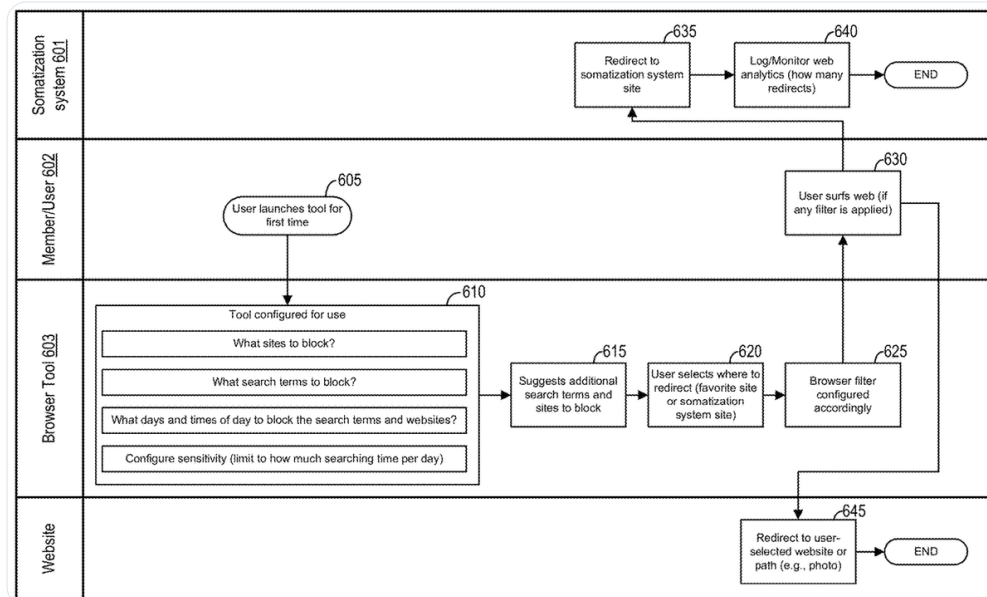 Somatization
system 601
635
Redirect to
somatization system
site
640
Log/Monitor web
analytics (how many
redirects)
END
Member/User 602
605
User launches tool for
first time
630
User surfs web (if
any filter is applied)
Browser Tool 603
610
Tool configured for use
What sites to block?
What search terms to block?
What days and times of day to block the search terms and websites?
Configure sensitivity (limit to how much searching time per day)
615
Suggests additional
search terms and
sites to block
620
User selects where to
redirect (favorite site
or somatization
system site)
625
Browser filter
configured
accordingly
Website
645
Redirect to user-
selected website or
path (e.g., photo)
END